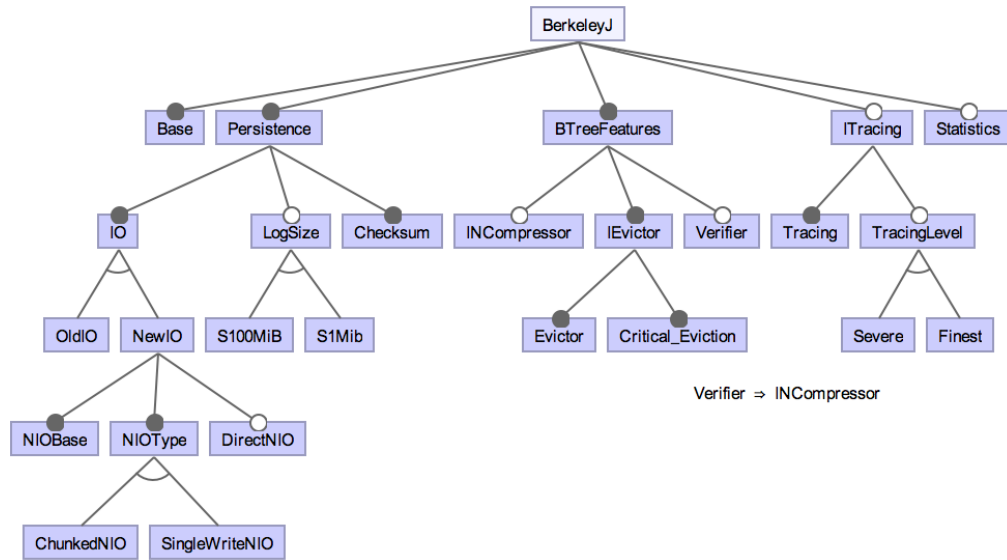 BerkeleyJ
Base
Persistence
BTreeFeatures
ITracing
Statistics
IO
LogSize
Checksum
INCompressor
IEvictor
Verifier
Tracing
TracingLevel
OldIO
NewIO
S100MiB
S1Mib
Evictor
Critical_Eviction
Severe
Finest
Verifier ⇒ INCompressor
NIOBase
NIOType
DirectNIO
ChunkedNIO
SingleWriteNIO